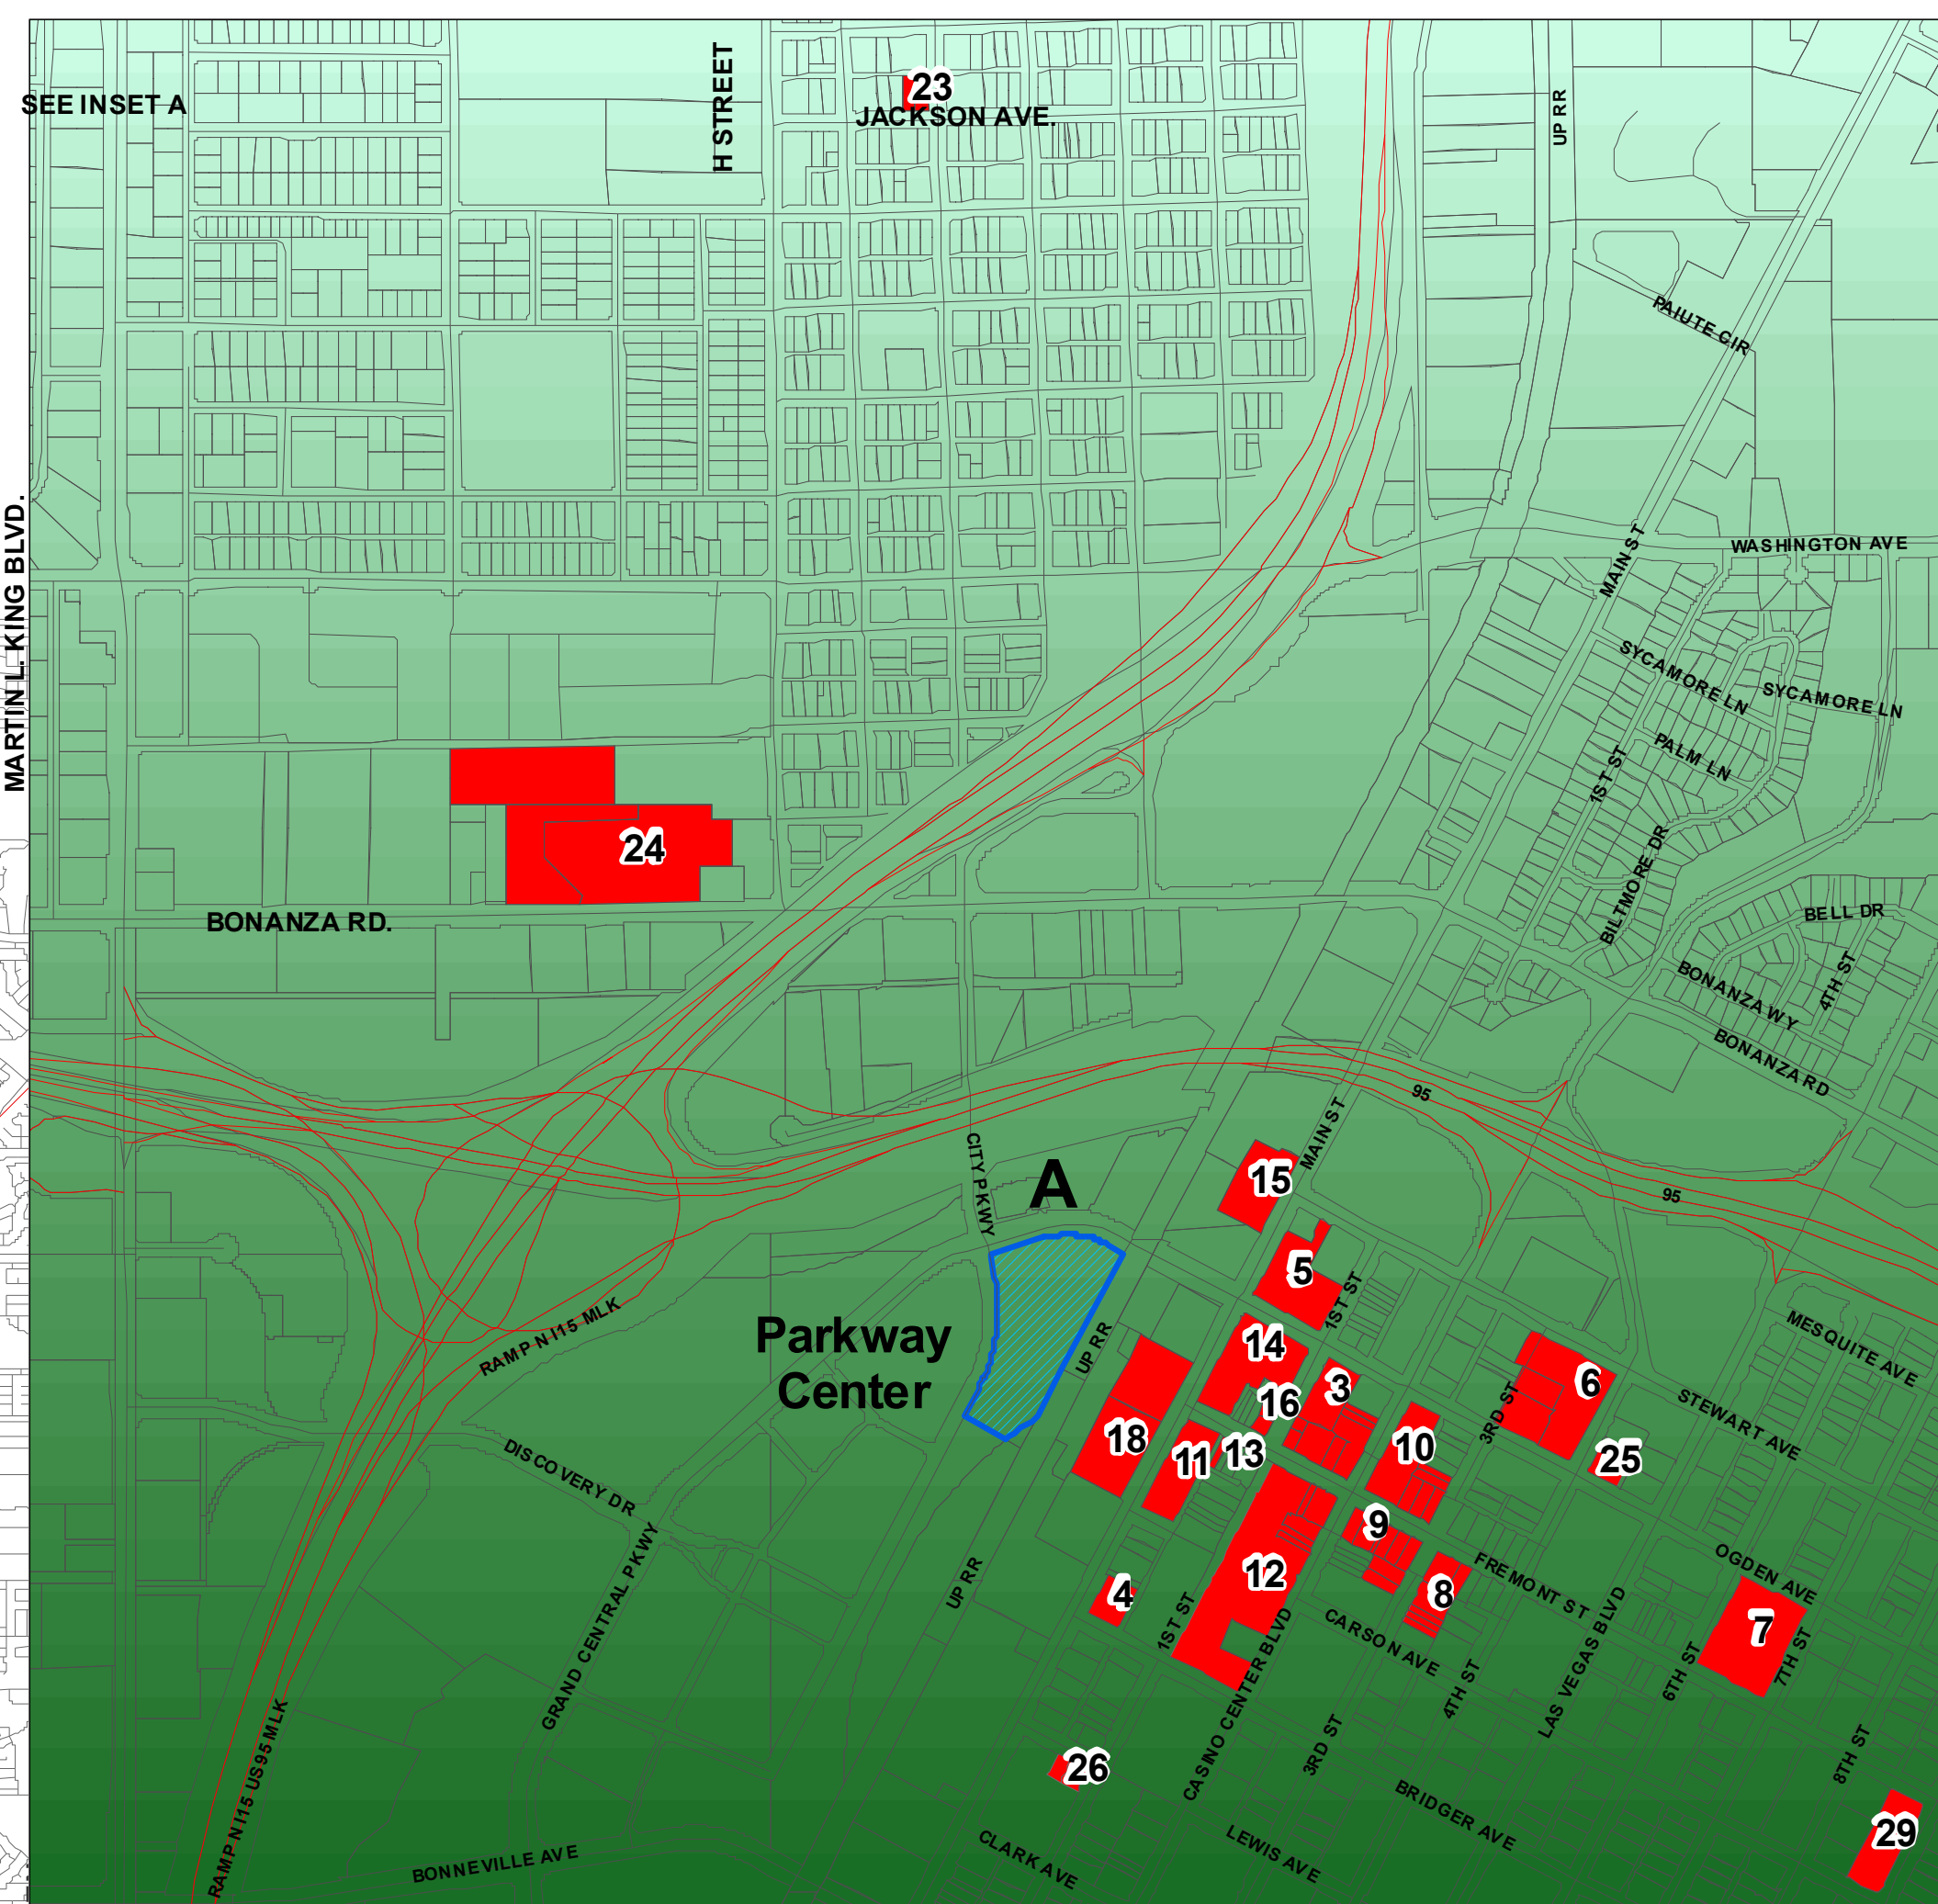 23
SEE INSET A
H STREET
JACKSON AVE.
UP RR
PAIUTE CIR
WASHINGTON AVE
MAIN ST
MARTIN L. KING BLVD.
SYCAMORE LN
SYCAMORE LN
PALM LN
1ST ST
24
BILTMORE DR
BONANZA RD.
BELL DR
4TH ST
BONANZA WY
BONANZA RD
95
MAIN ST
CITY PKWY
A
15
95
5
1ST ST
RAMP N I15 MLK
Parkway
Center
UP RR
14
MESQUITE AVE
16
3
6
3RD ST
STEWART AVE
18
11
13
10
25
DISCOVERY DR
9
GRAND CENTRAL PKWY
UP RR
4
12
8
FREMONT ST
OGDEN AVE
1ST ST
CARSON AVE
LAS VEGAS BLVD
7
6TH ST
7TH ST
4TH ST
CASINO CENTER BLVD
3RD ST
26
8TH ST
RAMP N I15 US95 MLK
BRIDGER AVE
29
BONNEVILLE AVE
CLARK AVE
LEWIS AVE